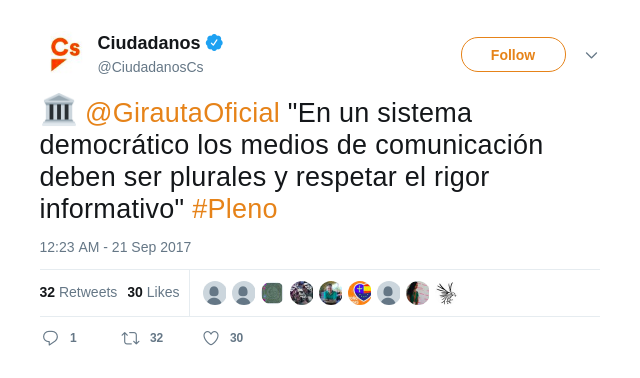 Cs
Ciudadanos
@CiudadanosCs
Follow
@GirautaOficial "En un sistema
democrático los medios de comunicación
deben ser plurales y respetar el rigor
informativo" #Pleno
12:23 AM - 21 Sep 2017
32 Retweets 30 Likes
1 32 30